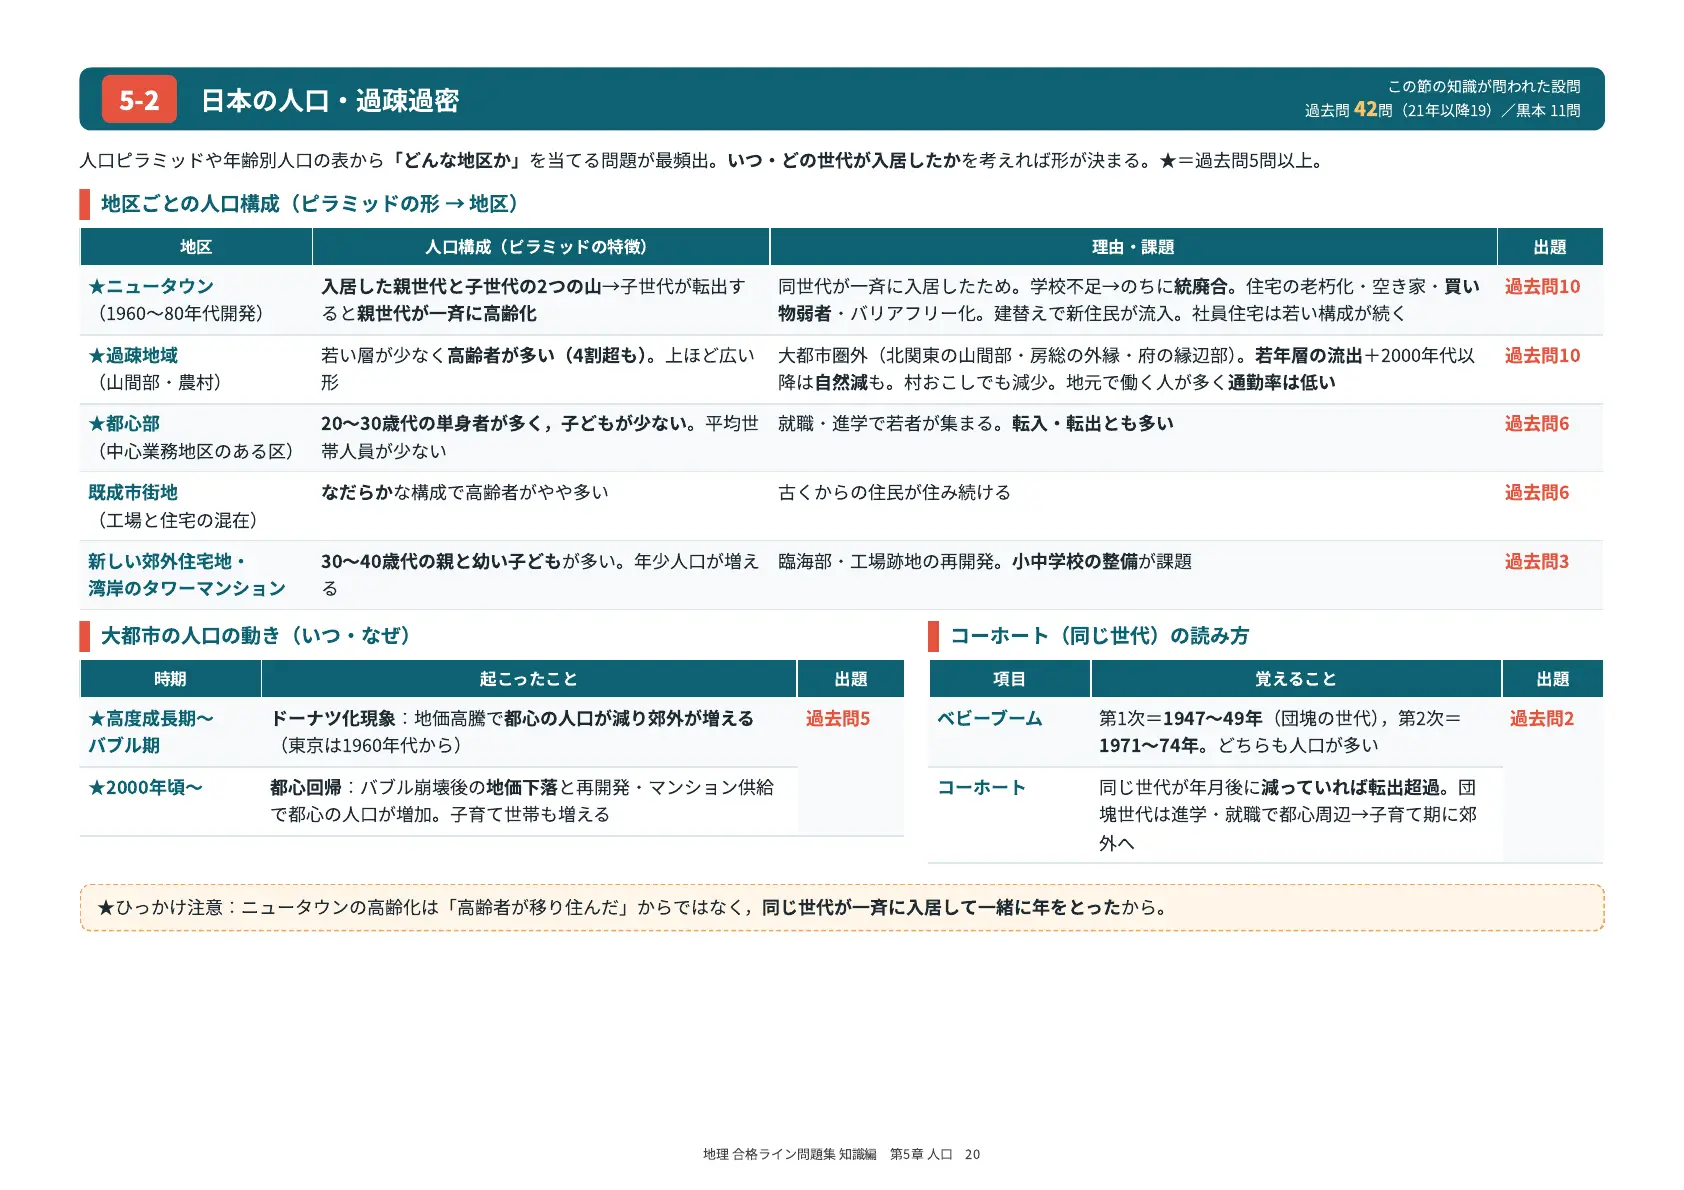 5-2 日本の人口・過疎過密
この節の知識が問われた設問
過去問 42問（21年以降19）／黒本 11問
人口ピラミッドや年齢別人口の表から「どんな地区か」を当てる問題が最頻出。いつ・どの世代が入居したかを考えれば形が決まる。★＝過去問5問以上。
地区ごとの人口構成（ピラミッドの形 → 地区）
地区 人口構成（ピラミッドの特徴） 理由・課題 出題
★ニュータウン 入居した親世代と子世代の2つの山→子世代が転出す 同世代が一斉に入居したため。学校不足→のちに統廃合。住宅の老朽化・空き家・買い 過去問10
（1960〜80年代開発） ると親世代が一斉に高齢化 物弱者・バリアフリー化。建替えで新住民が流入。社員住宅は若い構成が続く
★過疎地域 若い層が少なく高齢者が多い（4割超も）。上ほど広い 大都市圏外（北関東の山間部・房総の外縁・府の縁辺部）。若年層の流出＋2000年代以 過去問10
（山間部・農村） 形 降は自然減も。村おこしでも減少。地元で働く人が多く通勤率は低い
★都心部 20〜30歳代の単身者が多く，子どもが少ない。平均世 就職・進学で若者が集まる。転入・転出とも多い 過去問6
（中心業務地区のある区） 帯人員が少ない
既成市街地 なだらかな構成で高齢者がやや多い 古くからの住民が住み続ける 過去問6
（工場と住宅の混在）
新しい郊外住宅地・ 30〜40歳代の親と幼い子どもが多い。年少人口が増え 臨海部・工場跡地の再開発。小中学校の整備が課題 過去問3
湾岸のタワーマンション る
大都市の人口の動き（いつ・なぜ）
時期 起こったこと 出題
★高度成長期〜 ドーナツ化現象：地価高騰で都心の人口が減り郊外が増える 過去問5
バブル期 （東京は1960年代から）
★2000年頃〜 都心回帰：バブル崩壊後の地価下落と再開発・マンション供給
で都心の人口が増加。子育て世帯も増える
コーホート（同じ世代）の読み方
項目 覚えること 出題
ベビーブーム 第1次＝1947〜49年（団塊の世代），第2次＝ 過去問2
1971〜74年。どちらも人口が多い
コーホート 同じ世代が年月後に減っていれば転出超過。団
塊世代は進学・就職で都心周辺→子育て期に郊
外へ
★ひっかけ注意：ニュータウンの高齢化は「高齢者が移り住んだ」からではなく，同じ世代が一斉に入居して一緒に年をとったから。
地理 合格ライン問題集 知識編 第5章 人口 20